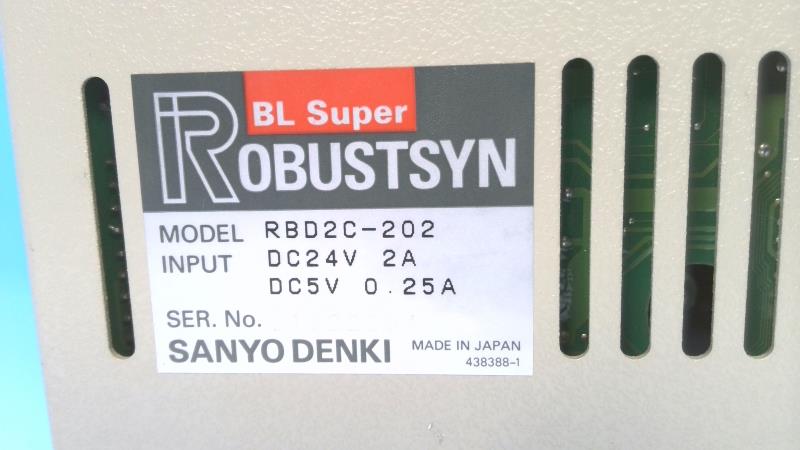 BL Super
ROBUSTSYN
MODEL RBD2C-202
INPUT DC24V 2A
DC5V 0.25A
SER. No.
SANYO DENKI MADE IN JAPAN
438388-1